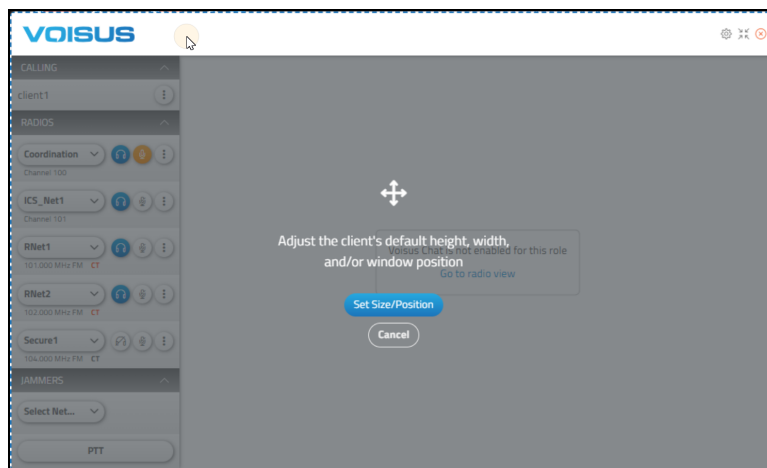 VOISUS
CALLING
client1
RADIOS
Coordination
Channel 100
ICS_Net1
Channel 101
RNet1
101.000 MHz FM CT
RNet2
102.000 MHz FM CT
Secure1
104.000 MHz FM CT
JAMMERS
Select Net...
PTT
Adjust the client's default height, width,
and/or window position
Voisus Chat is not enabled for this role
Go to radio view
Set Size/Position
Cancel